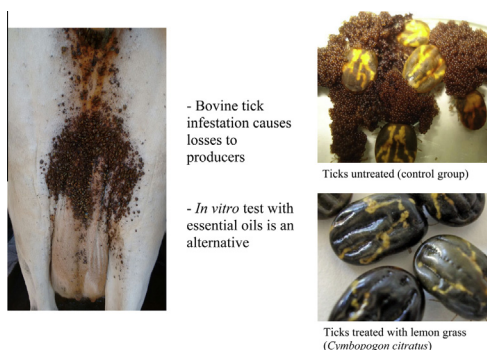 - Bovine tick
infestation causes
losses to
producers
- In vitro test with
essential oils is an
alternative
Ticks untreated (control group)
Ticks treated with lemon grass
(Cymbopogon citratus)